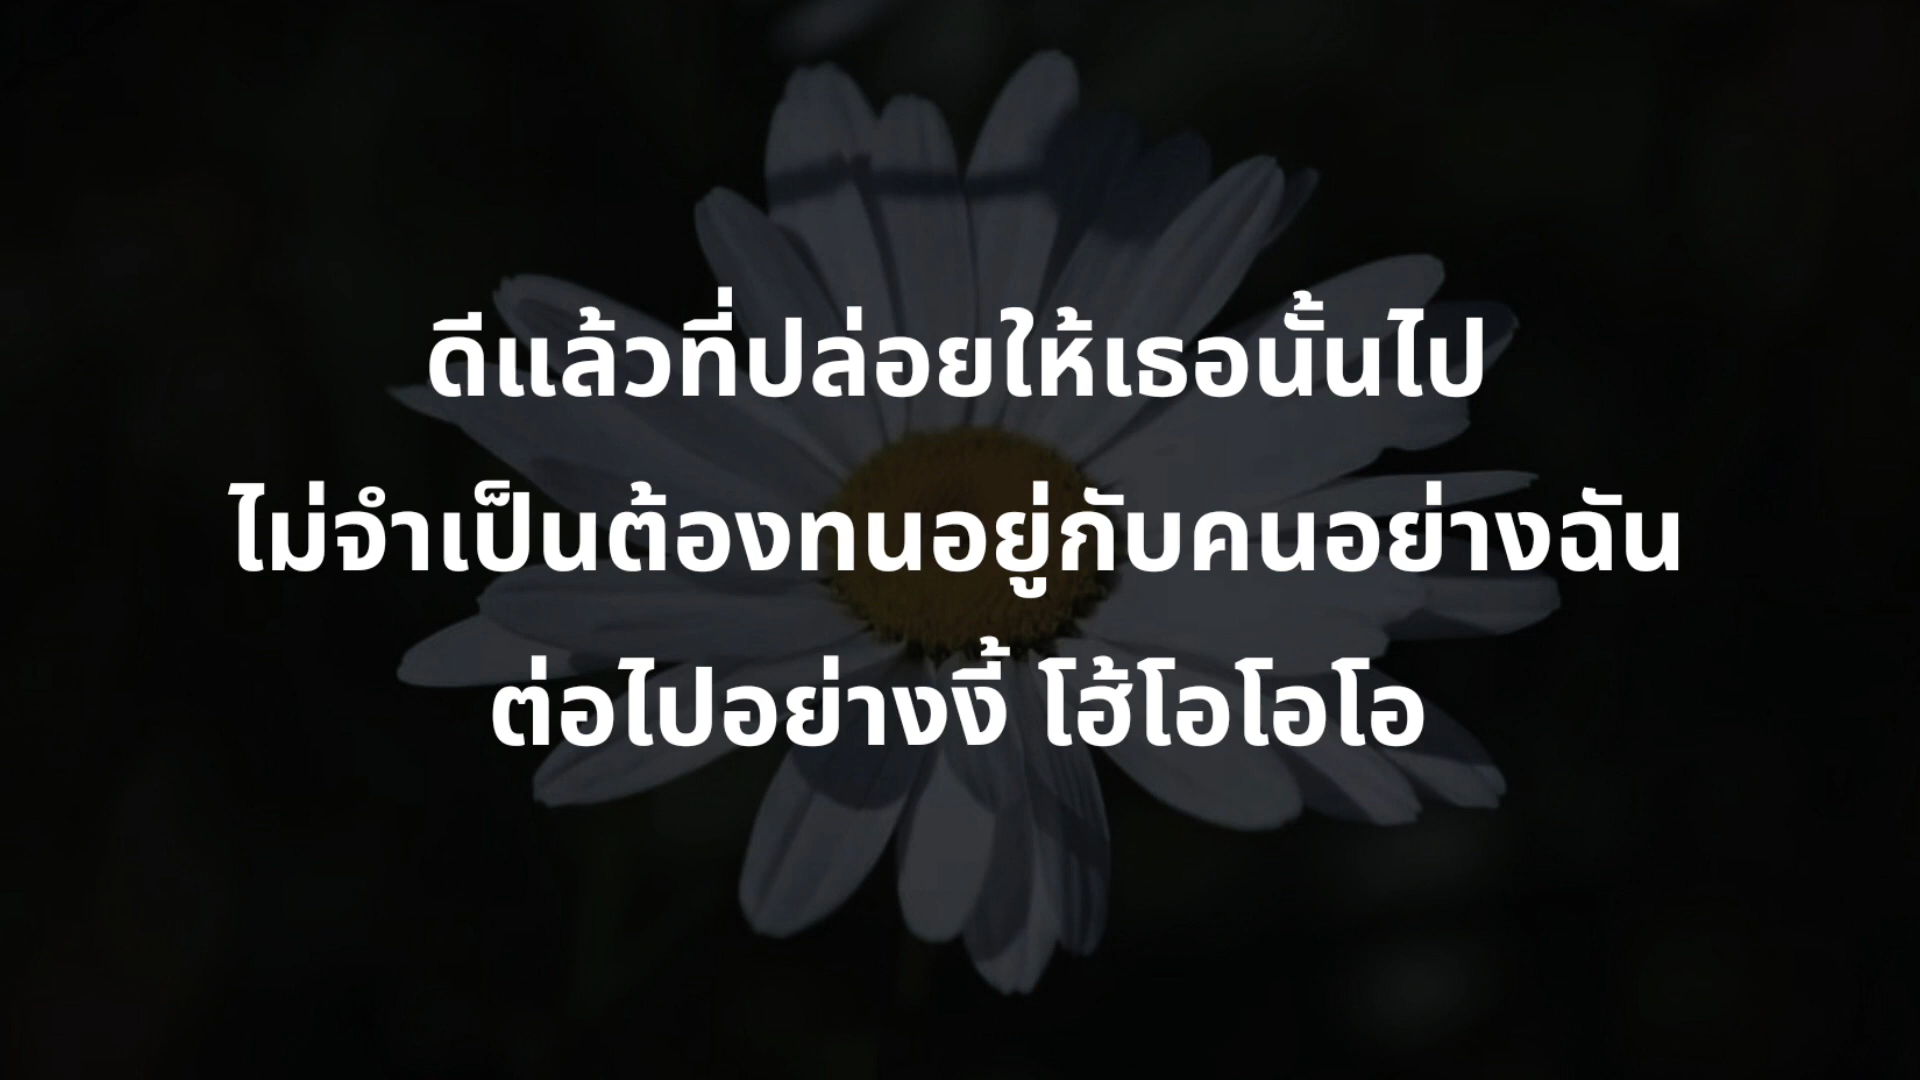 ดีแล้วที่ปล่อยให้เธอนั้นไป
ไม่จำเป็นต้องทนอยู่กับคนอย่างฉัน
ต่อไปอย่างงี้ โฮ้โอโอโอ